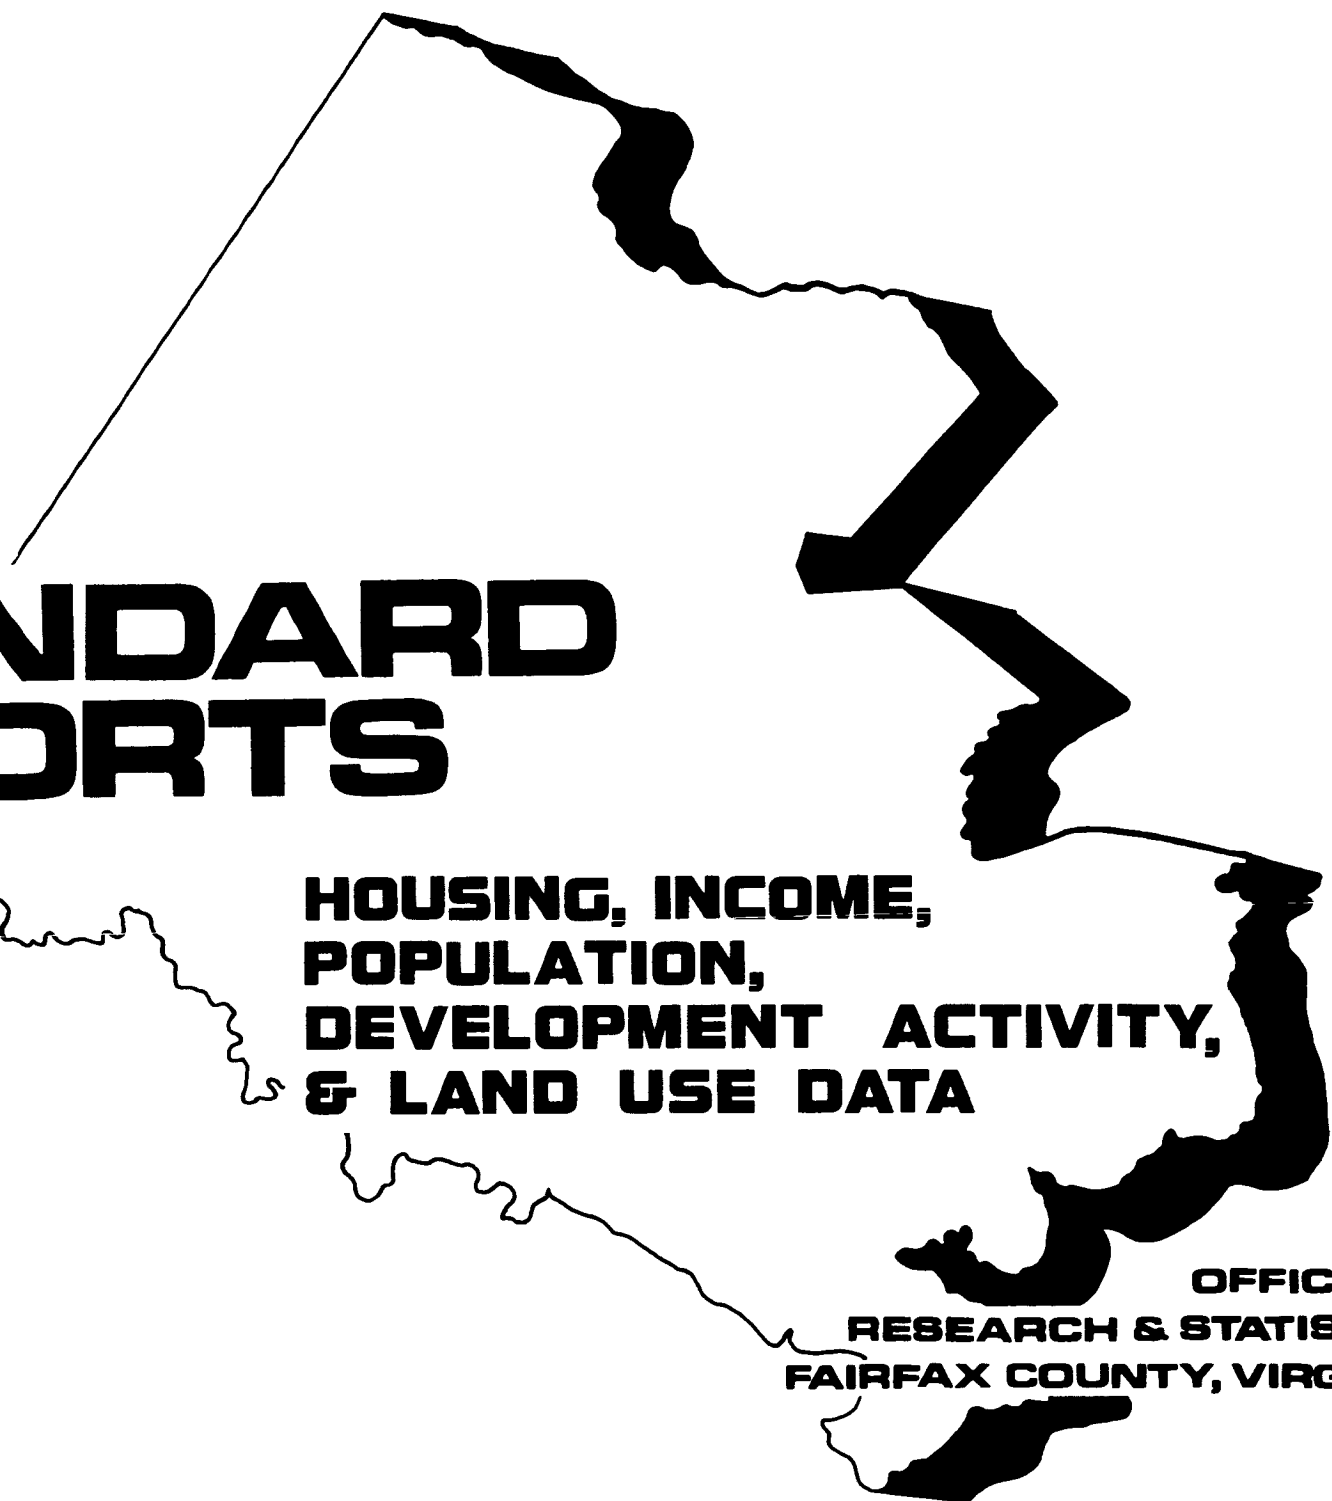 NDARD
ORTS
HOUSING, INCOME,
POPULATION,
DEVELOPMENT ACTIVITY,
& LAND USE DATA
OFFIC
RESEARCH & STATIS
FAIRFAX COUNTY, VIRG